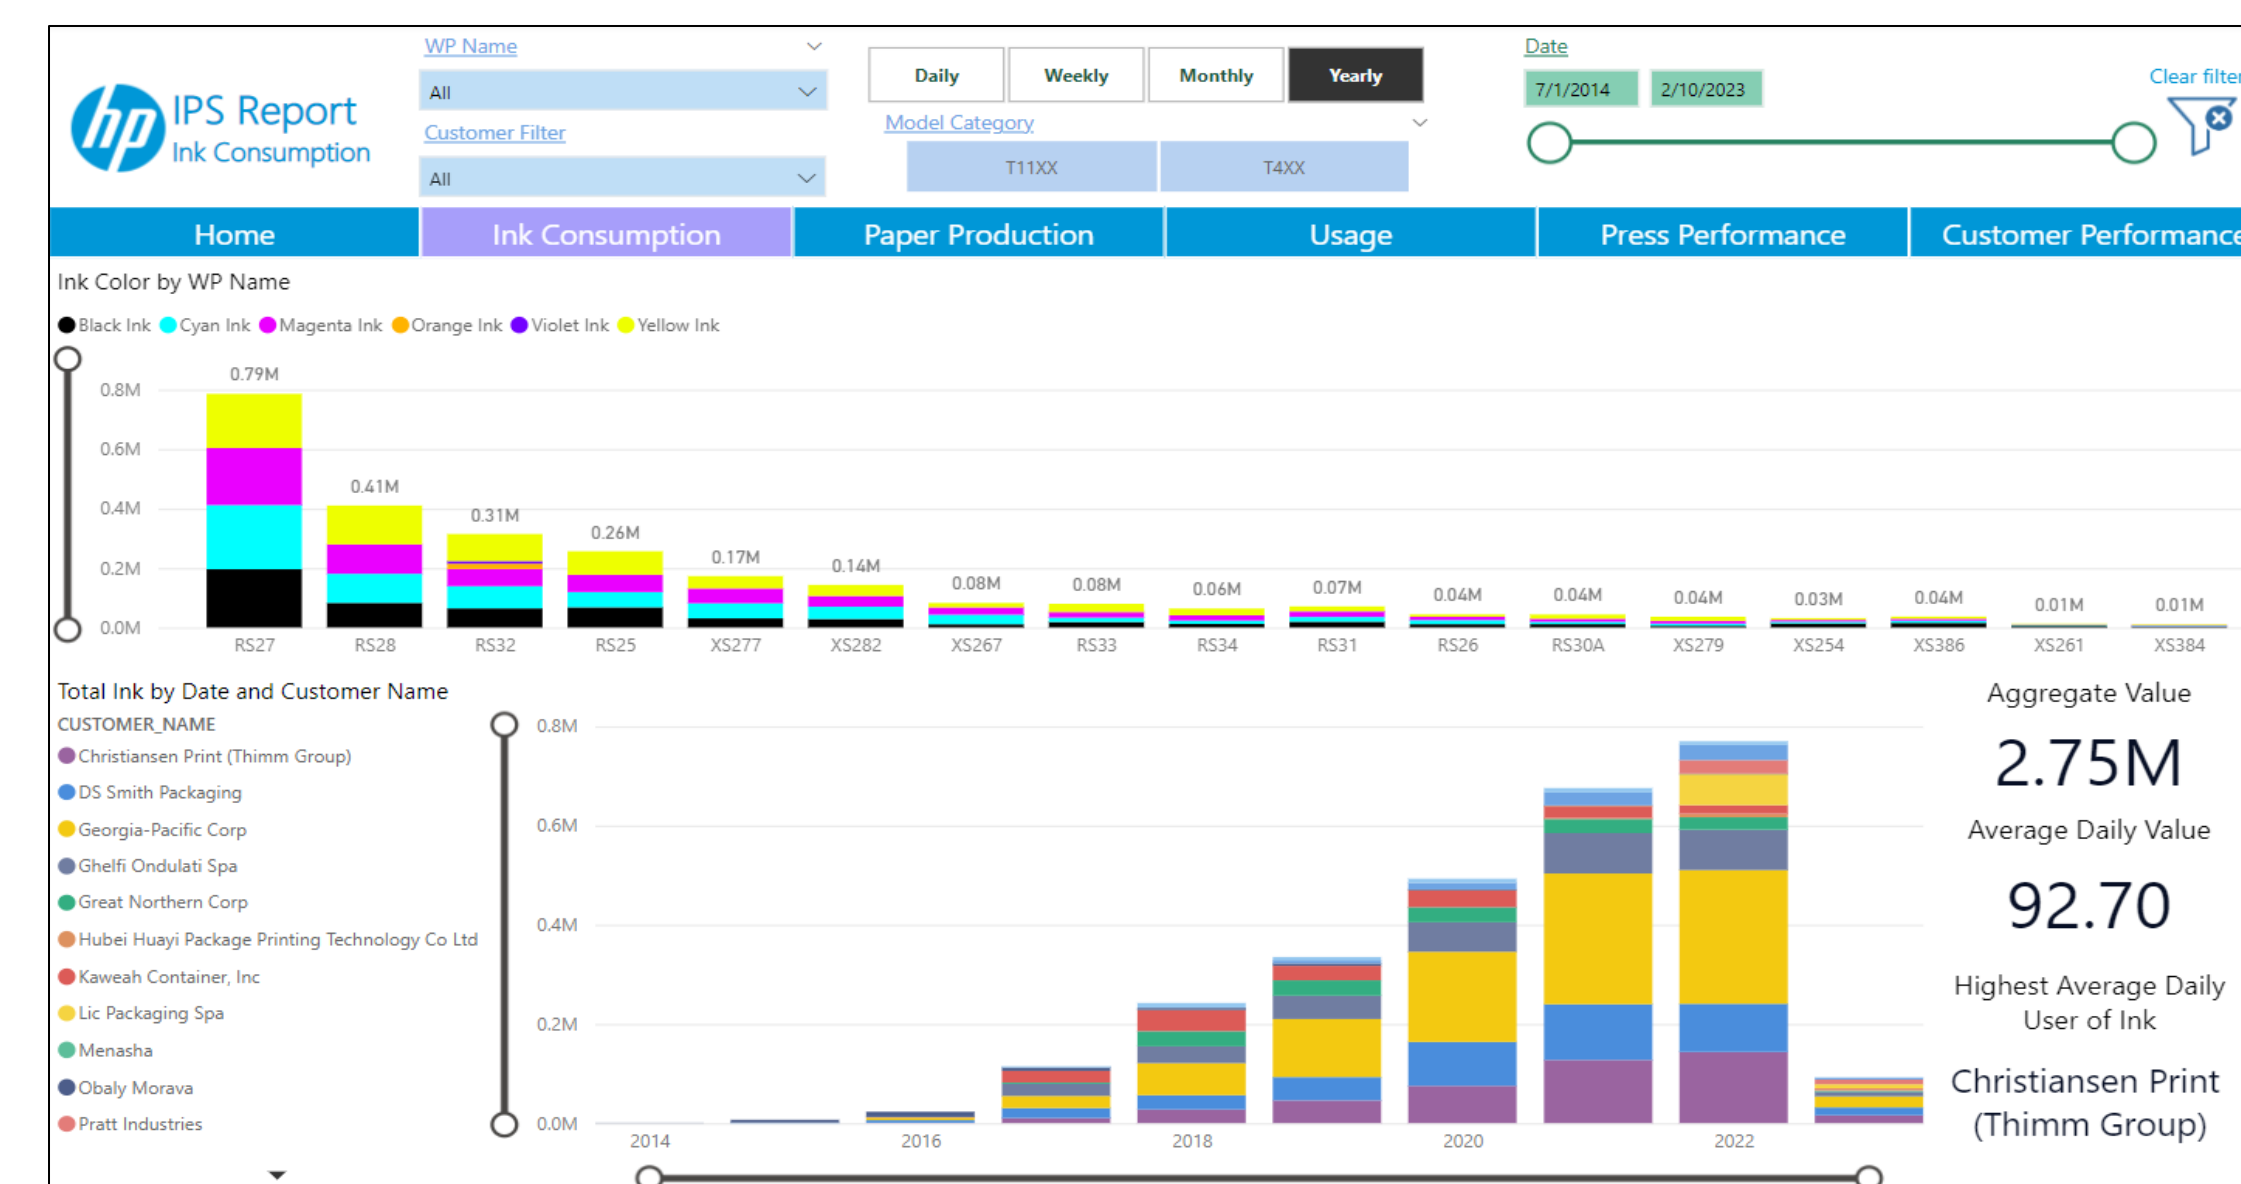 hp
IPS Report
Ink Consumption
WP Name
All
Customer Filter
All
Daily Weekly Monthly Yearly
Model Category
T11XX T4XX
Date
7/1/2014 2/10/2023
Clear filter
Home Ink Consumption Paper Production Usage Press Performance Customer Performance
Ink Color by WP Name
Black Ink Cyan Ink Magenta Ink Orange Ink Violet Ink Yellow Ink
0.8M
0.6M
0.4M
0.2M
0.0M
0.79M 0.41M 0.31M 0.26M 0.17M 0.14M 0.08M 0.08M 0.06M 0.07M 0.04M 0.04M 0.04M 0.03M 0.04M 0.01M 0.01M
RS27 RS28 RS32 RS25 XS277 XS282 XS267 RS33 RS34 RS31 RS26 RS30A XS279 XS254 XS386 XS261 XS384
Total Ink by Date and Customer Name
CUSTOMER_NAME
Christiansen Print (Thimm Group)
DS Smith Packaging
Georgia-Pacific Corp
Ghelfi Ondulati Spa
Great Northern Corp
Hubei Huayi Package Printing Technology Co Ltd
Kaweah Container, Inc
Lic Packaging Spa
Menasha
Obaly Morava
Pratt Industries
0.8M
0.6M
0.4M
0.2M
0.0M
2014 2016 2018 2020 2022
Aggregate Value
2.75M
Average Daily Value
92.70
Highest Average Daily
User of Ink
Christiansen Print
(Thimm Group)